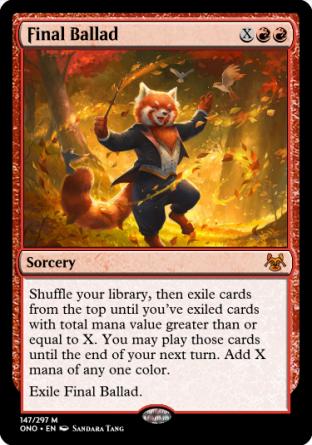 Final Ballad XRR
Sorcery
Shuffle your library, then exile cards
from the top until you've exiled cards
with total mana value greater than or
equal to X. You may play those cards
until the end of your next turn. Add X
mana of any one color.
Exile Final Ballad.
147/297 M
ONO • EN SANDARA TANG